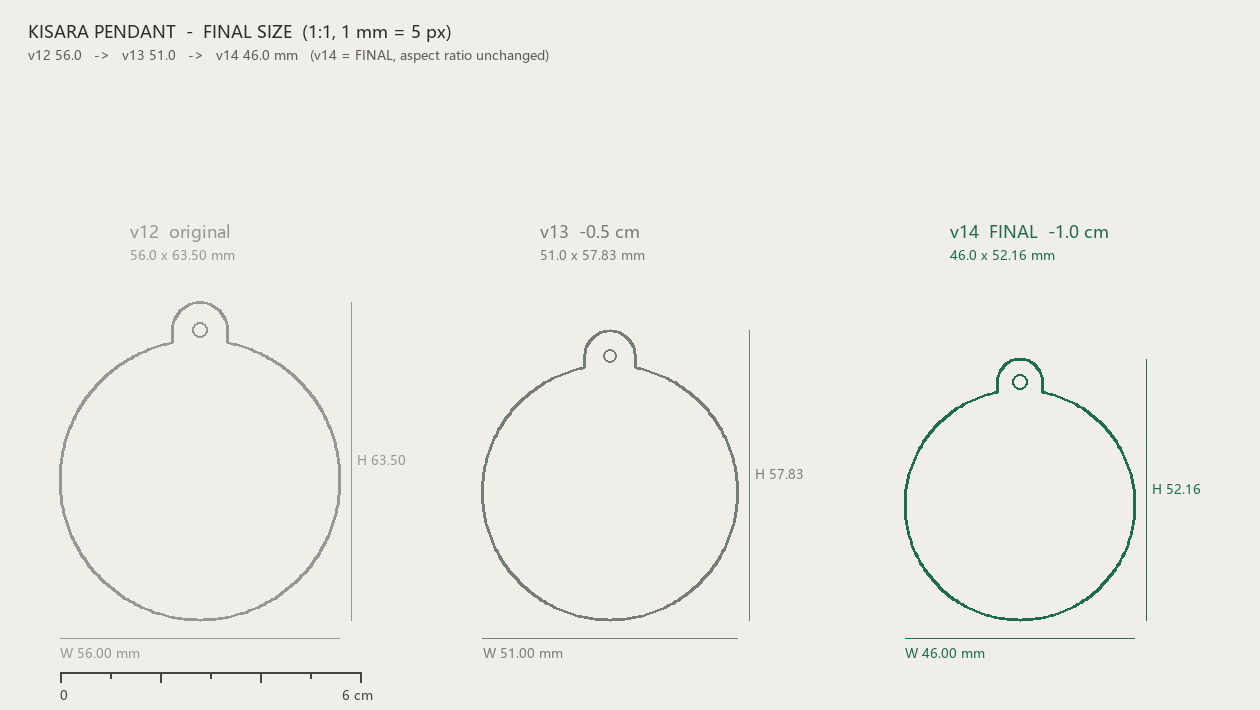 KISARA PENDANT - FINAL SIZE (1:1, 1 mm = 5 px)
v12 56.0 -> v13 51.0 -> v14 46.0 mm (v14 = FINAL, aspect ratio unchanged)
v12 original
56.0 x 63.50 mm
v13 -0.5 cm
51.0 x 57.83 mm
v14 FINAL -1.0 cm
46.0 x 52.16 mm
H 63.50
H 57.83
H 52.16
W 56.00 mm
W 51.00 mm
W 46.00 mm
0
6 cm